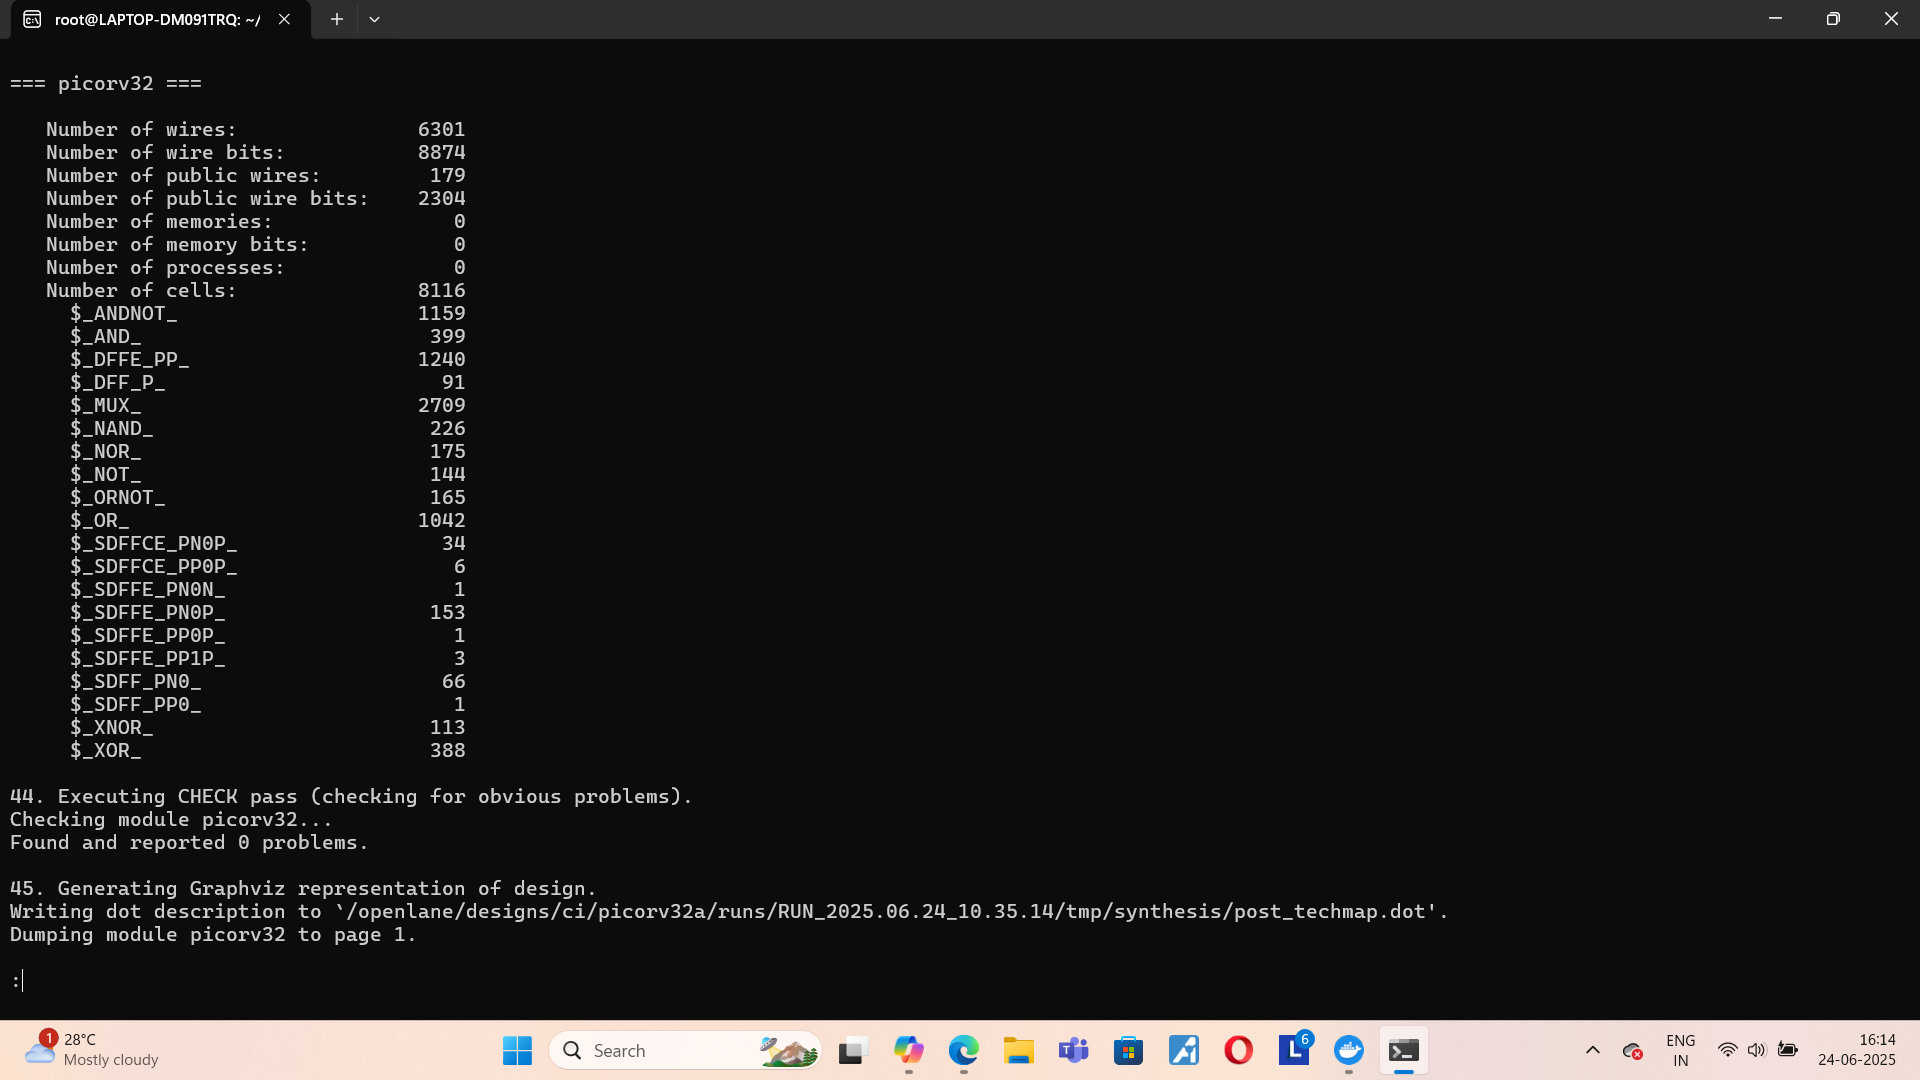 root@LAPTOP-DM091TRQ: ~/
=== picorv32 ===
Number of wires: 6301
Number of wire bits: 8874
Number of public wires: 179
Number of public wire bits: 2304
Number of memories: 0
Number of memory bits: 0
Number of processes: 0
Number of cells: 8116
$_ANDNOT_ 1159
$_AND_ 399
$_DFFE_PP_ 1240
$_DFF_P_ 91
$_MUX_ 2709
$_NAND_ 226
$_NOR_ 175
$_NOT_ 144
$_ORNOT_ 165
$_OR_ 1042
$_SDFFCE_PN0P_ 34
$_SDFFCE_PP0P_ 6
$_SDFFE_PN0N_ 1
$_SDFFE_PN0P_ 153
$_SDFFE_PP0P_ 1
$_SDFFE_PP1P_ 3
$_SDFF_PN0_ 66
$_SDFF_PP0_ 1
$_XNOR_ 113
$_XOR_ 388
44. Executing CHECK pass (checking for obvious problems).
Checking module picorv32...
Found and reported 0 problems.
45. Generating Graphviz representation of design.
Writing dot description to `/openlane/designs/ci/picorv32a/runs/RUN_2025.06.24_10.35.14/tmp/synthesis/post_techmap.dot'.
Dumping module picorv32 to page 1.
:
1
28°C
Mostly cloudy
Search
L
6
ENG
IN
16:14
24-06-2025